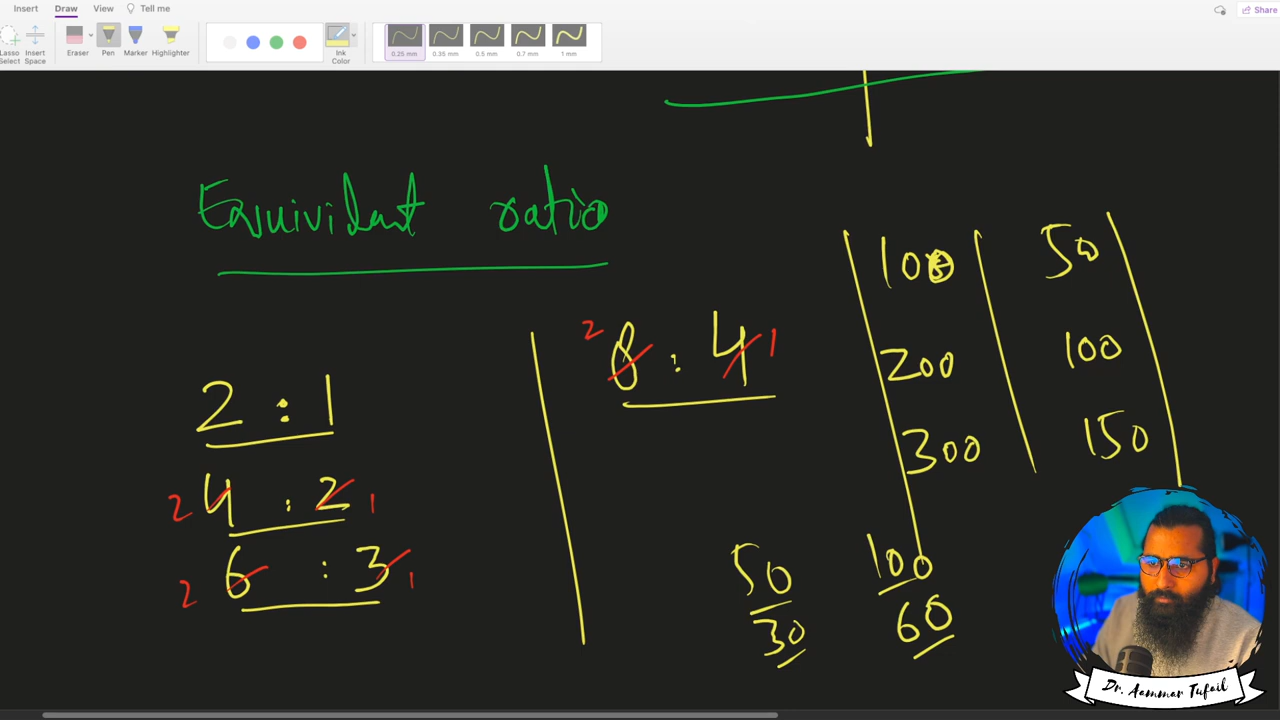 Insert Draw View Tell me
Share
Lasso Select
Insert Space
Eraser
Pen
Marker
Highlighter
Ink Color
0.25 mm
0.35 mm
0.5 mm
0.7 mm
1 mm
Equivilant ratio
2 : 1
2 4 : 2 1
2 6 : 3 1
2 8 : 4 1
100 50
200 100
300 150
50 100
30 60
Dr. Aammar Tufail